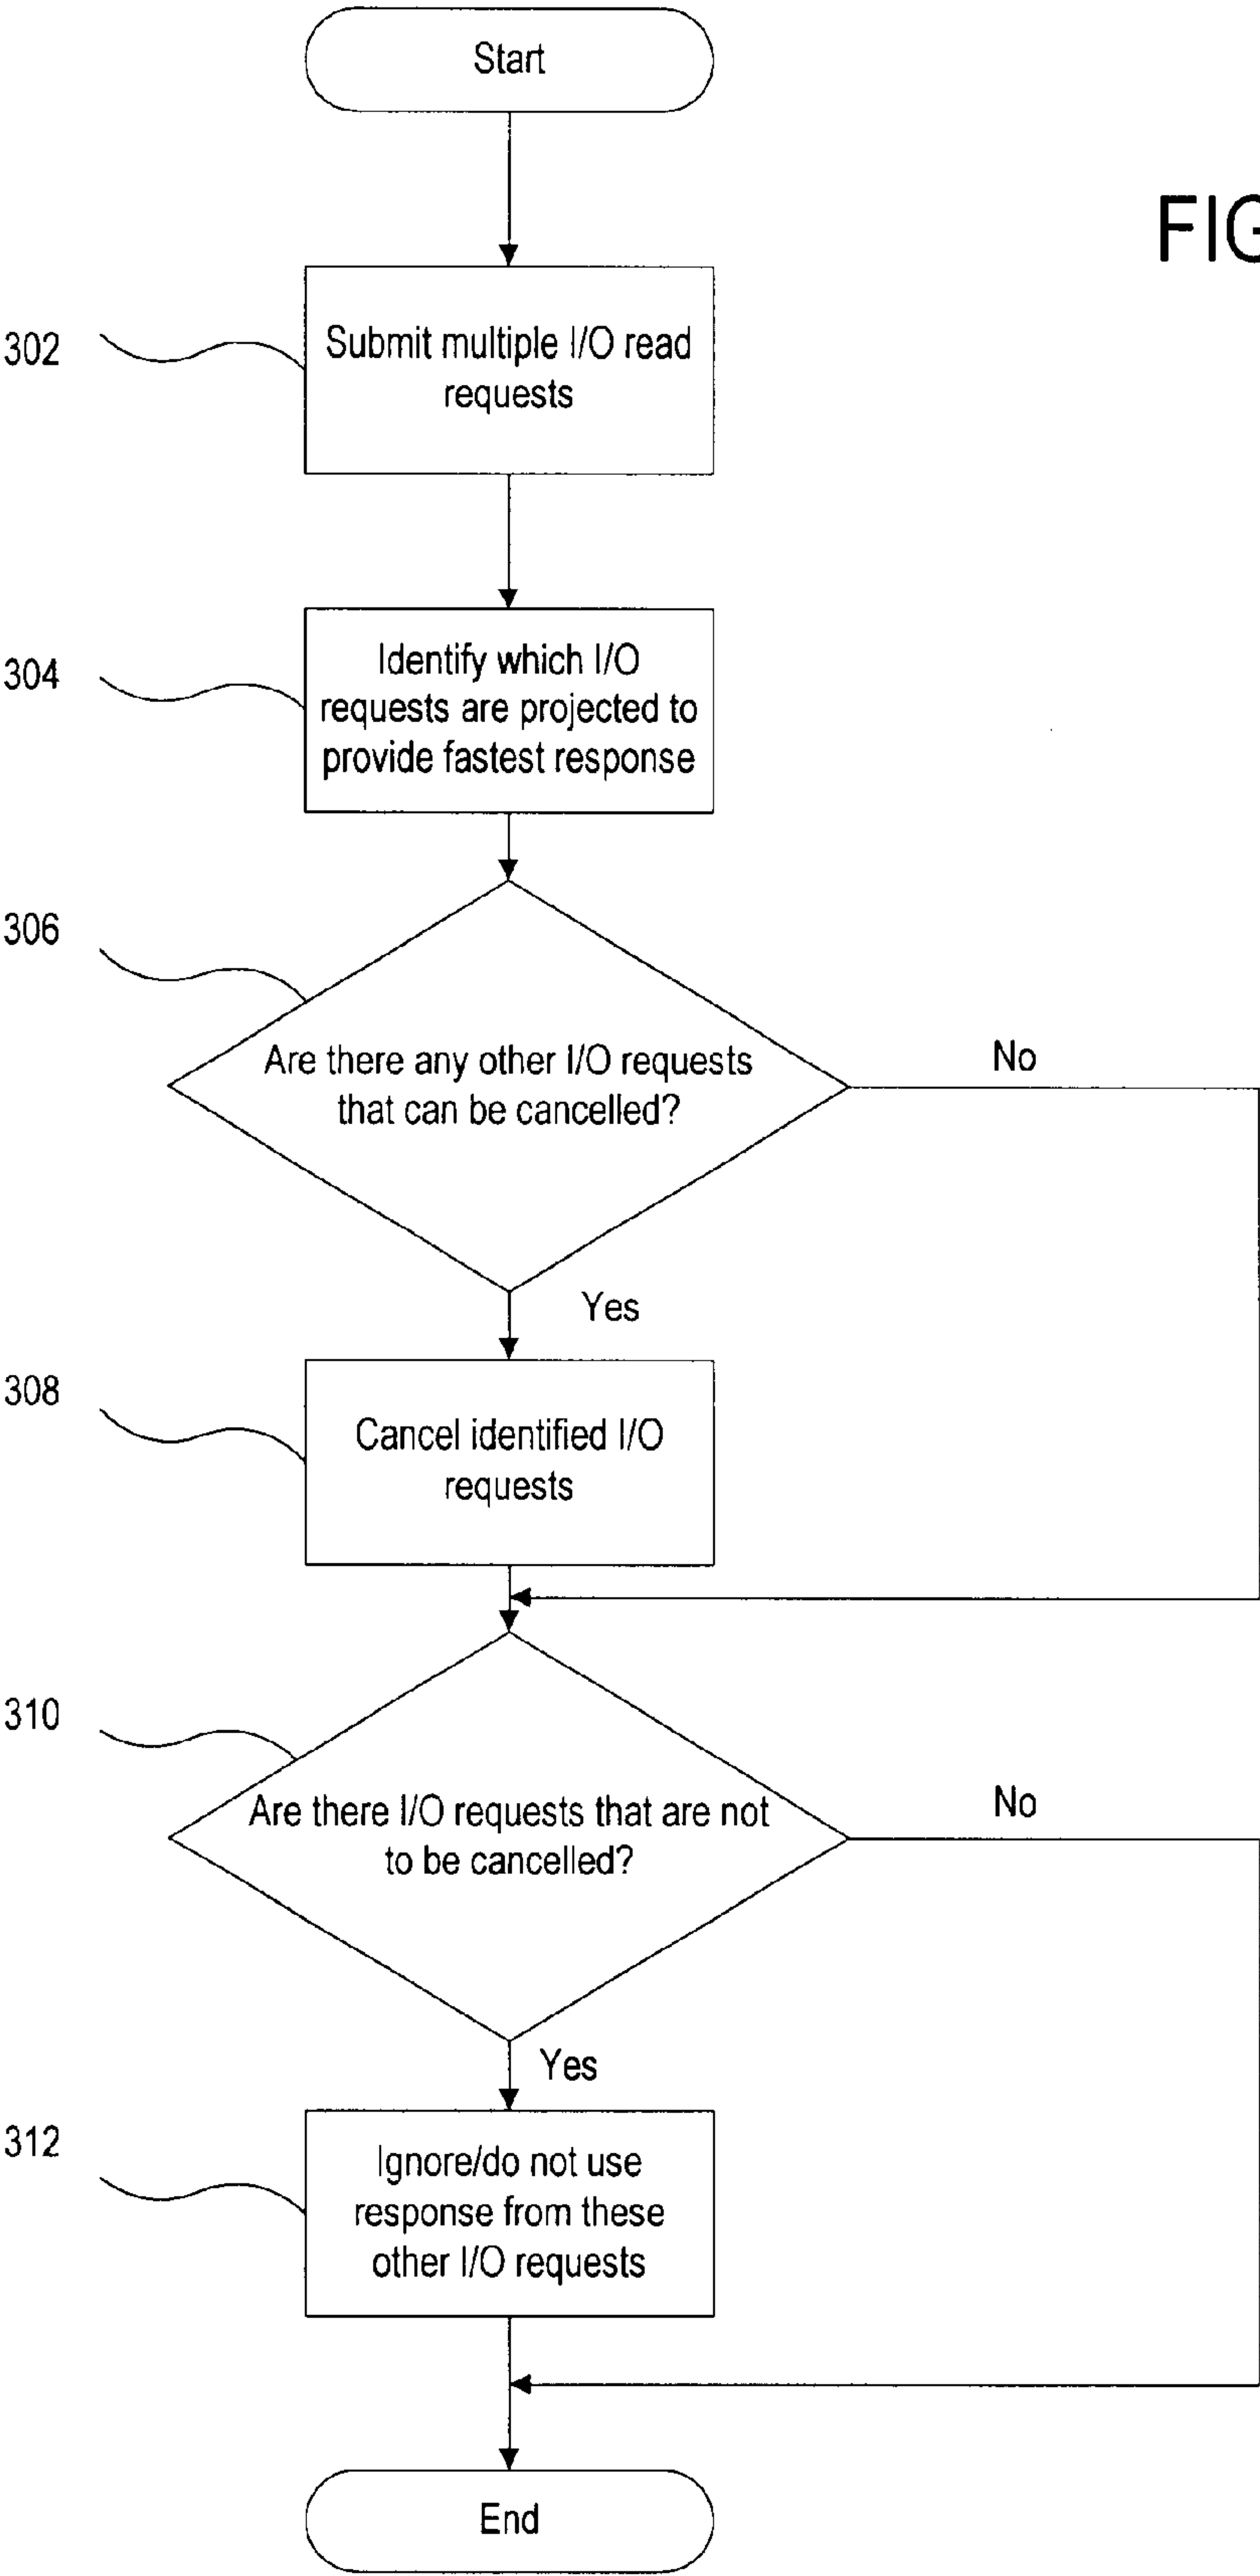 Start
FIG
302
Submit multiple I/O read
requests
304
Identify which I/O
requests are projected to
provide fastest response
306
Are there any other I/O requests
that can be cancelled?
No
Yes
308
Cancel identified I/O
requests
310
Are there I/O requests that are not
to be cancelled?
No
Yes
312
Ignore/do not use
response from these
other I/O requests
End